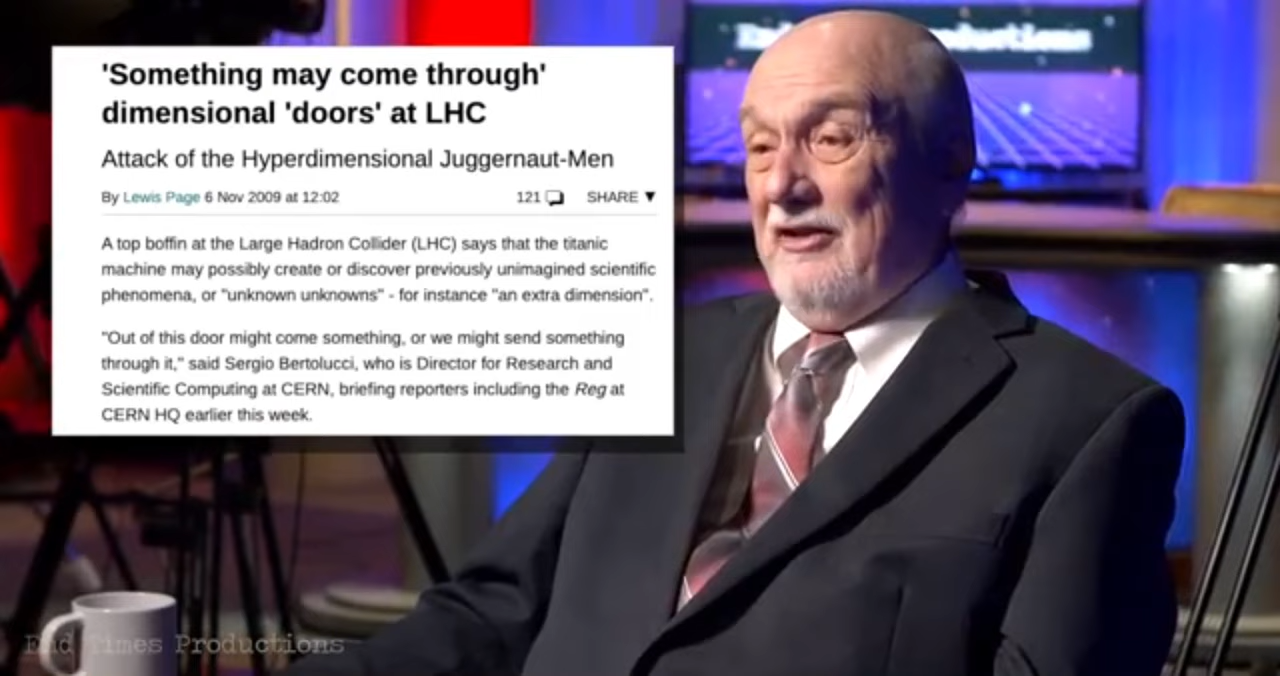 'Something may come through'
dimensional 'doors' at LHC
Attack of the Hyperdimensional Juggernaut-Men
By Lewis Page 6 Nov 2009 at 12:02
121
SHARE ▼
A top boffin at the Large Hadron Collider (LHC) says that the titanic
machine may possibly create or discover previously unimagined scientific
phenomena, or "unknown unknowns" - for instance "an extra dimension".
"Out of this door might come something, or we might send something
through it," said Sergio Bertolucci, who is Director for Research and
Scientific Computing at CERN, briefing reporters including the Reg at
CERN HQ earlier this week.
End Times Productions